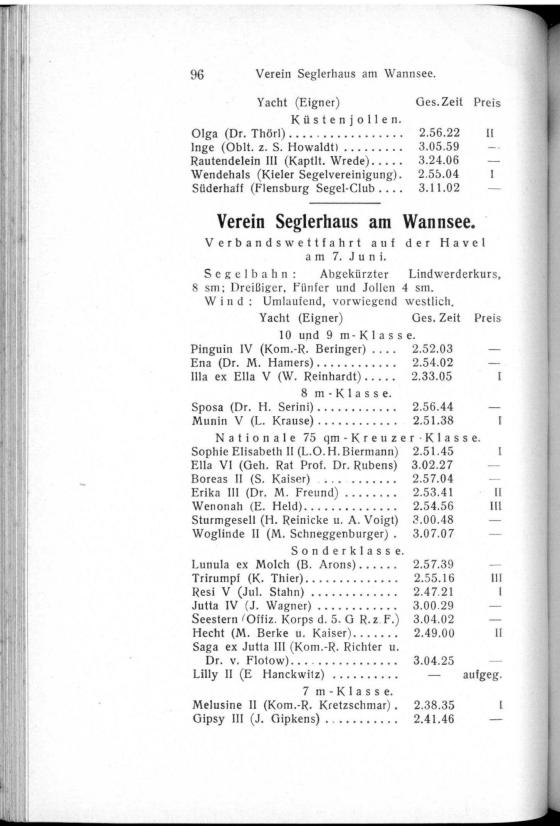 96 Verein Seglerhaus am Wannsee.
Yacht (Eigner) Ges. Zeit Preis
Küstenjollen.
Olga (Dr. Thörl) ................ 2.56.22 II
Inge (Oblt. z. S. Howaldt) ......... 3.05.59 —
Rautendelein III (Kaptlt. Wrede)..... 3.24.06 —
Wendehals (Kieler Segelvereinigung). 2.55.04 I
Süderhaff (Flensburg Segel-Club .... 3.11.02 —
Verein Seglerhaus am Wannsee.
Verbandswettfahrt auf der Havel
am 7. Juni.
Segelbahn: Abgekürzter Lindwerderkurs,
8 sm; Dreißiger, Fünfer und Jollen 4 sm.
Wind: Umlaufend, vorwiegend westlich.
Yacht (Eigner) Ges. Zeit Preis
10 und 9 m-Klasse.
Pinguin IV (Kom.-R. Beringer) .... 2.52.03 —
Ena (Dr. M. Hamers)............ 2.54.02 —
Illa ex Ella V (W. Reinhardt)..... 2.33.05 I
8 m-Klasse.
Sposa (Dr. H. Serini)............ 2.56.44 —
Munin V (L. Krause)............ 2.51.38 I
Nationale 75 qm-Kreuzer-Klasse.
Sophie Elisabeth II (L.O.H.Biermann) 2.51.45 I
Ella VI (Geh. Rat Prof. Dr. Rubens) 3.02.27 —
Boreas II (S. Kaiser) ............ 2.57.04 —
Erika III (Dr. M. Freund) ........ 2.53.41 II
Wenonah (E. Held).............. 2.54.56 III
Sturmgesell (H. Reinicke u. A. Voigt) 3.00.48 —
Woglinde II (M. Schneggenburger) . 3.07.07 —
Sonderklasse.
Lunula ex Molch (B. Arons)...... 2.57.39 —
Trirumpf (K. Thier).............. 2.55.16 III
Resi V (Jul. Stahn) ............ 2.47.21 I
Jutta IV (J. Wagner) ............ 3.00.29 —
Seestern (Offiz. Korps d. 5. G R. z. F.) 3.04.02 —
Hecht (M. Berke u. Kaiser)....... 2.49.00 II
Saga ex Jutta III (Kom.-R. Richter u.
Dr. v. Flotow)................ 3.04.25 —
Lilly II (E Hanckwitz) .......... — aufgeg.
7 m-Klasse.
Melusine II (Kom.-R. Kretzschmar) . 2.38.35 I
Gipsy III (J. Gipkens) ........... 2.41.46 —